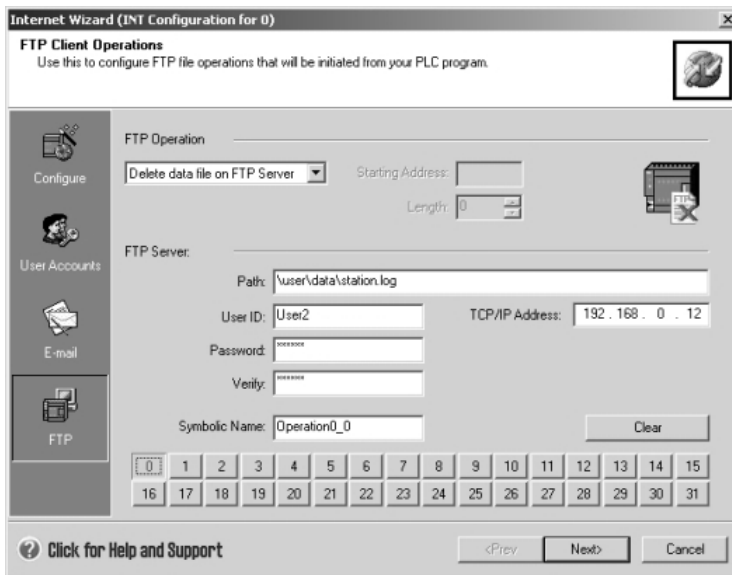 Internet Wizard (INT Configuration for 0)
FTP Client Operations
Use this to configure FTP file operations that will be initiated from your PLC program.
Configure
User Accounts
E-mail
FTP
FTP Operation
Delete data file on FTP Server
Starting Address:
Length: 0
FTP Server:
Path: \user\data\station.log
User ID: User2
TCP/IP Address: 192 . 168 . 0 . 12
Password: *******
Verify: *******
Symbolic Name: Operation0_0
Clear
0 1 2 3 4 5 6 7 8 9 10 11 12 13 14 15
16 17 18 19 20 21 22 23 24 25 26 27 28 29 30 31
Click for Help and Support
<Prev Next> Cancel